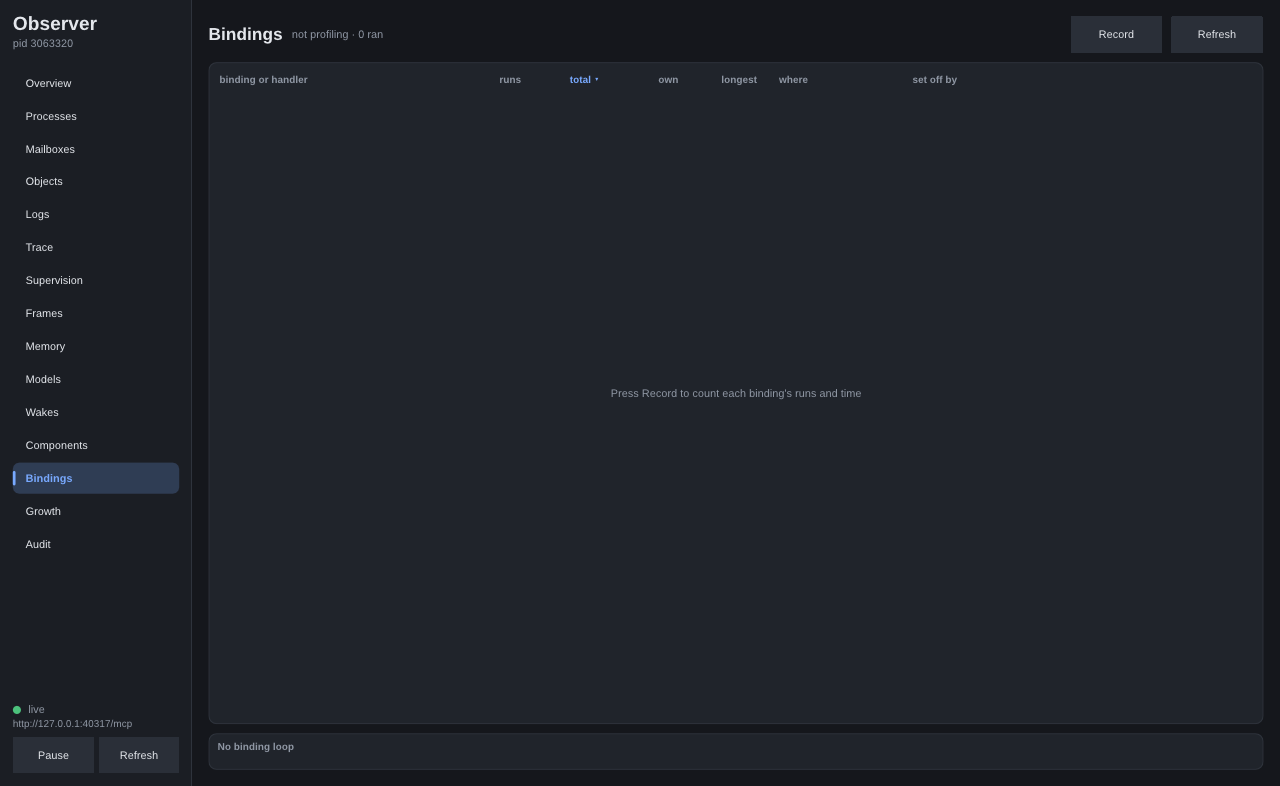 Observer
pid 3063320
Overview
Processes
Mailboxes
Objects
Logs
Trace
Supervision
Frames
Memory
Models
Wakes
Components
Bindings
Growth
Audit
live
http://127.0.0.1:40317/mcp
Pause Refresh
Bindings not profiling · 0 ran
Record Refresh
binding or handler runs total own longest where set off by
Press Record to count each binding's runs and time
No binding loop